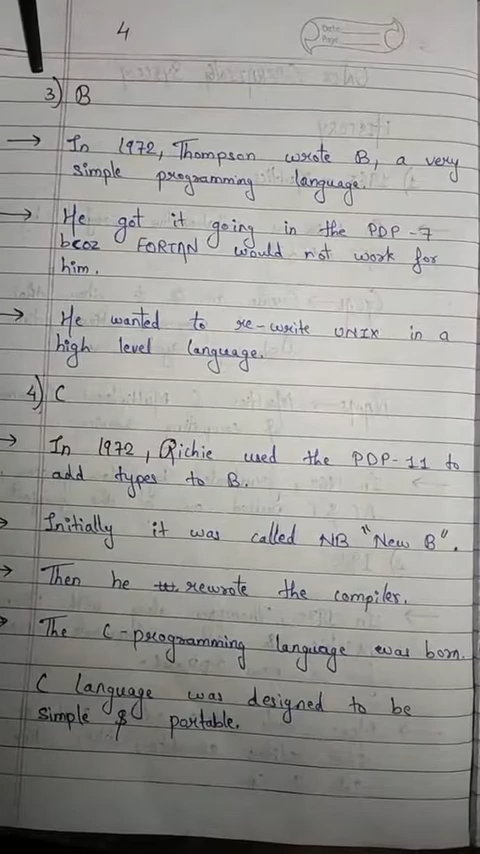 4
Date
Page
3) B
→ In 1972, Thompson wrote B, a very
simple programming language.
→ He got it going in the PDP-7
bcoz FORTAN would not work for
him.
→ He wanted to re-write UNIX in a
high level language.
4) C
→ In 1972, Richie used the PDP-11 to
add types to B.
→ Initially it was called NB "New B".
→ Then he rewrote the compiler.
→ The C-programming language was born.
C language was designed to be
simple & portable.